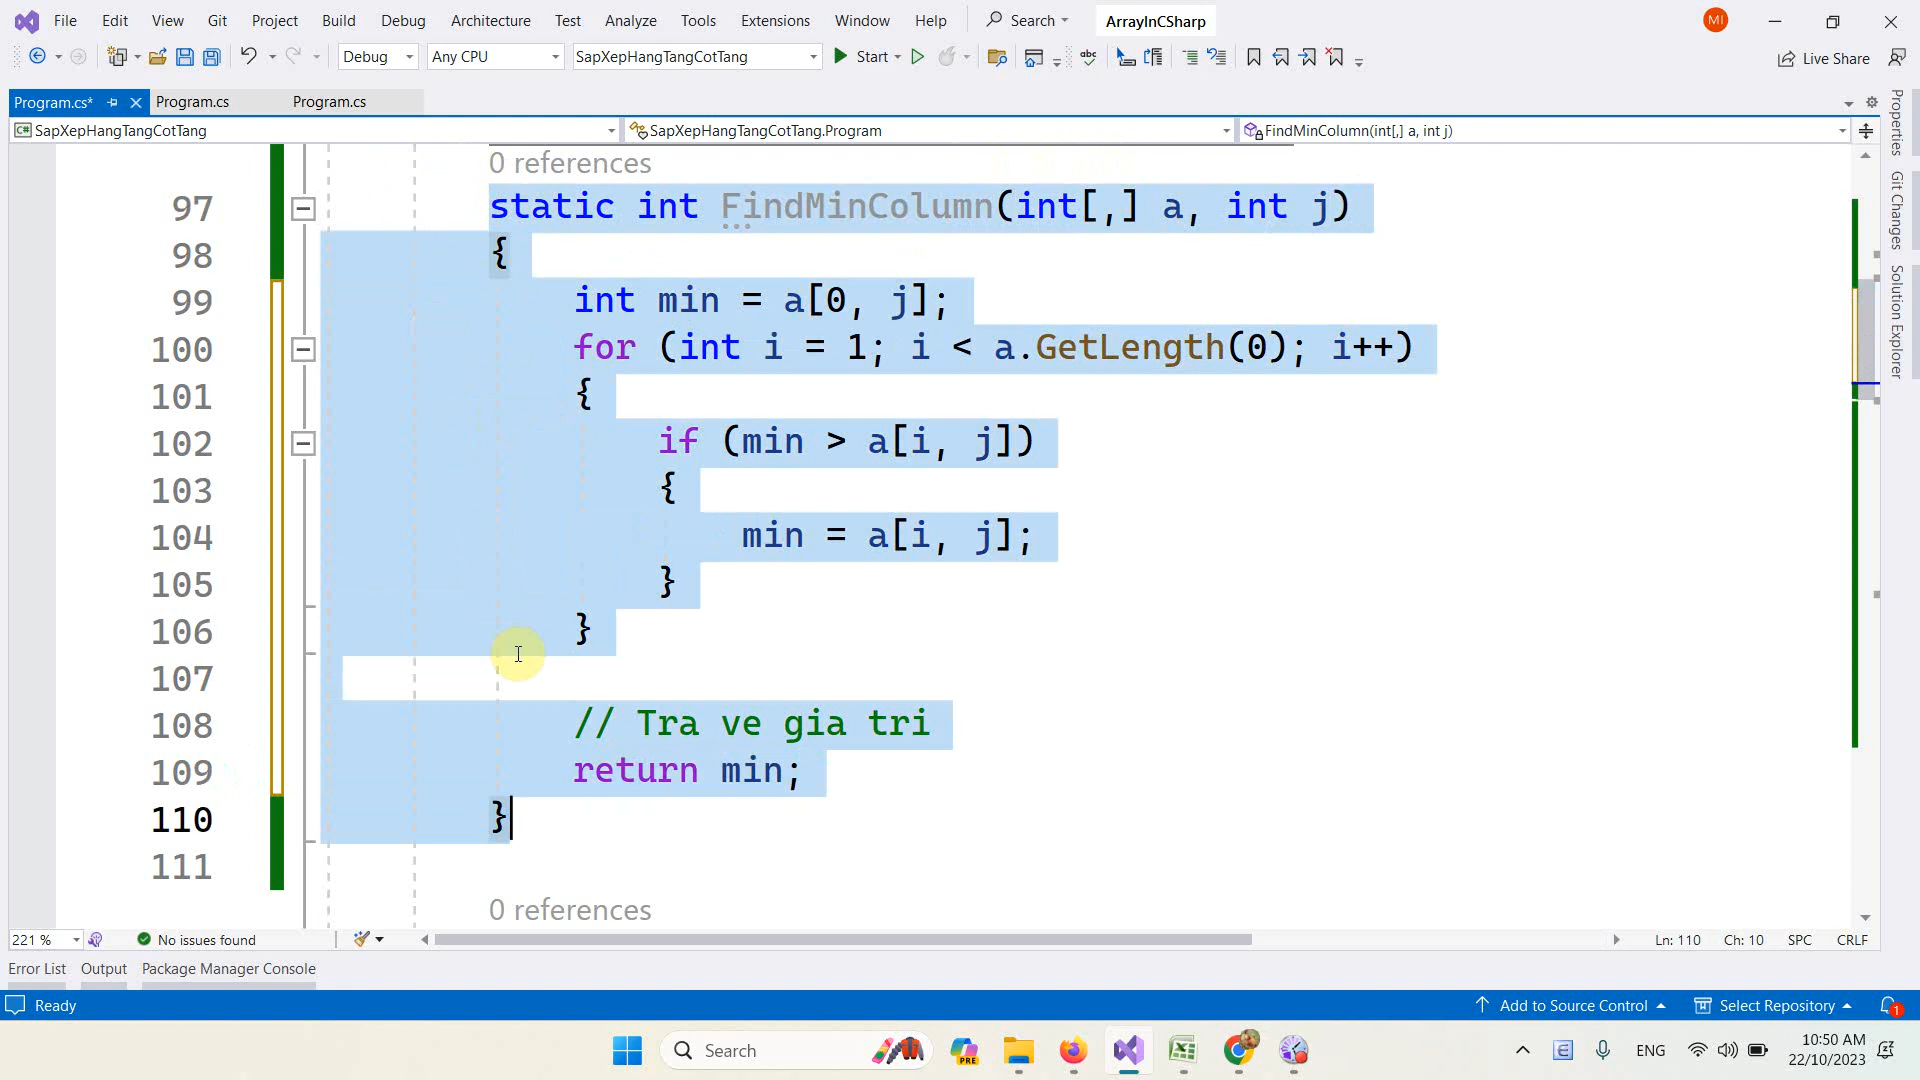 File Edit View Git Project Build Debug Architecture Test Analyze Tools Extensions Window Help Search ArrayInCSharp MI
Debug Any CPU SapXepHangTangCotTang Start Live Share
Program.cs* Program.cs Program.cs
SapXepHangTangCotTang SapXepHangTangCotTang.Program FindMinColumn(int[,] a, int j)
0 references
97 static int FindMinColumn(int[,] a, int j)
98 {
99 int min = a[0, j];
100 for (int i = 1; i < a.GetLength(0); i++)
101 {
102 if (min > a[i, j])
103 {
104 min = a[i, j];
105 }
106 }
107
108 // Tra ve gia tri
109 return min;
110 }
111
0 references
221 % No issues found Ln: 110 Ch: 10 SPC CRLF
Error List Output Package Manager Console
Ready Add to Source Control Select Repository 1
Search PRE ENG 10:50 AM
22/10/2023
Properties
Git Changes
Solution Explorer